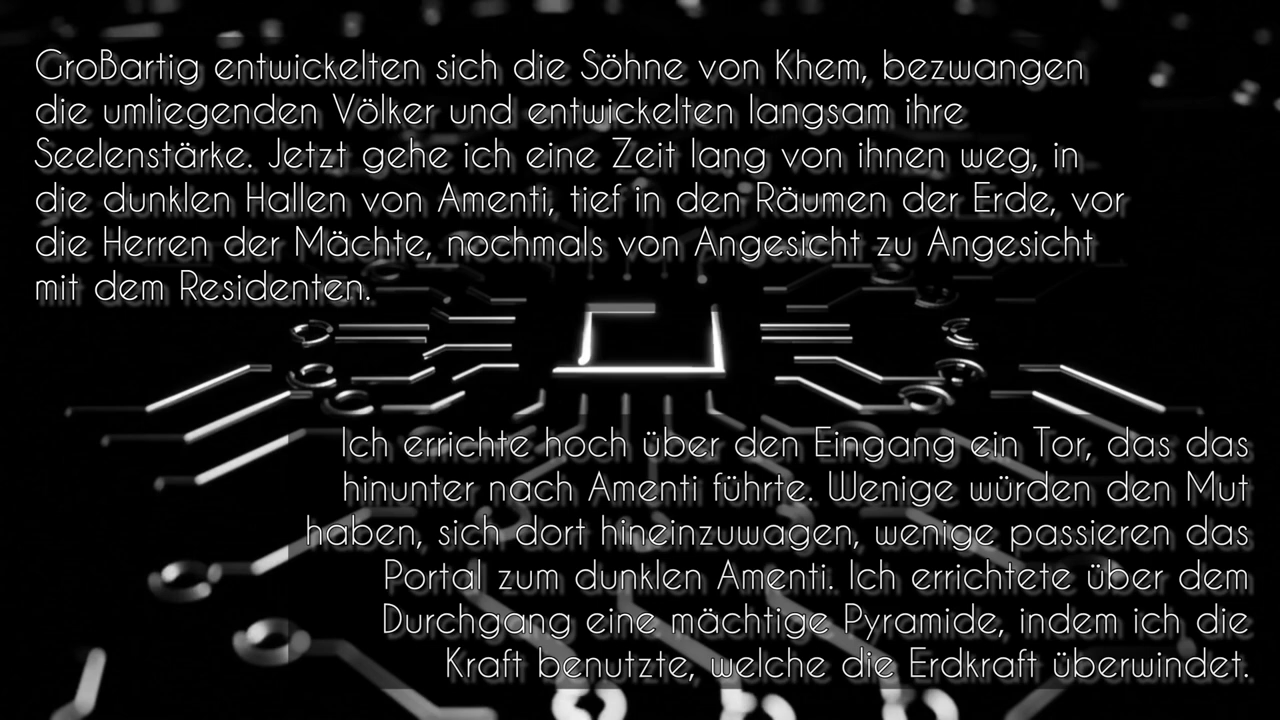 Großartig entwickelten sich die Söhne von Khem, bezwangen
die umliegenden Völker und entwickelten langsam ihre
Seelenstärke. Jetzt gehe ich eine Zeit lang von ihnen weg, in
die dunklen Hallen von Amenti, tief in den Räumen der Erde, vor
die Herren der Mächte, nochmals von Angesicht zu Angesicht
mit dem Residenten.
Ich errichte hoch über den Eingang ein Tor, das das
hinunter nach Amenti führte. Wenige würden den Mut
haben, sich dort hineinzuwagen, wenige passieren das
Portal zum dunklen Amenti. Ich errichtete über dem
Durchgang eine mächtige Pyramide, indem ich die
Kraft benutzte, welche die Erdkraft überwindet.